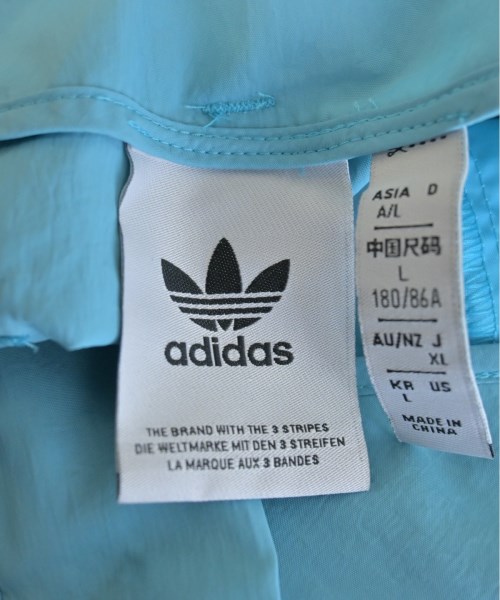 adidas
THE BRAND WITH THE 3 STRIPES
DIE WELTMARKE MIT DEN 3 STREIFEN
LA MARQUE AUX 3 BANDES
ASIA D
A/L
中国尺码
L
180/86A
AU/NZ J
XL
KR US
L
MADE IN
CHINA